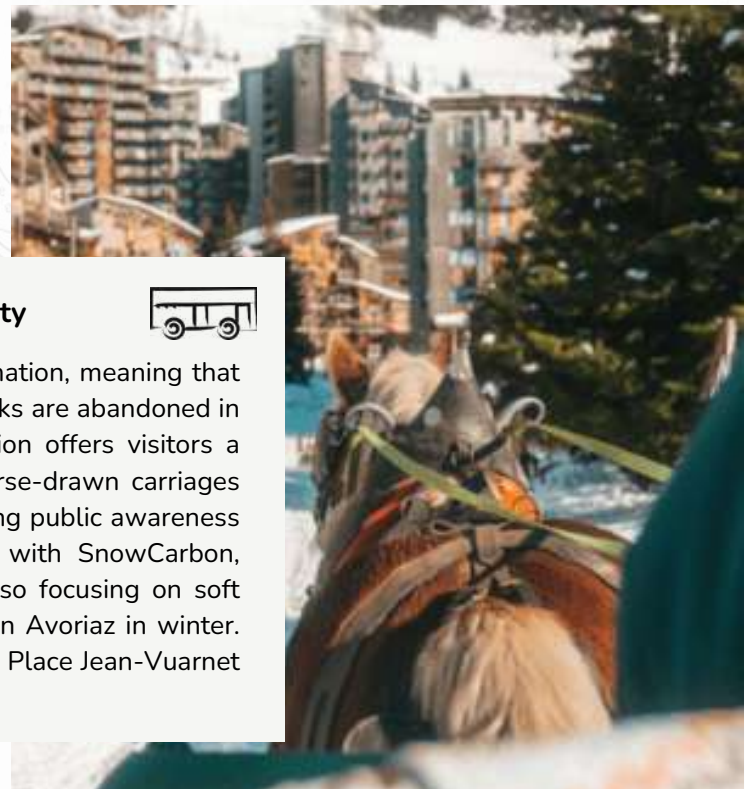 ty
nation, meaning that
ks are abandoned in
ion offers visitors a
rse-drawn carriages
ng public awareness
with SnowCarbon,
so focusing on soft
n Avoriaz in winter.
Place Jean-Vuarnet